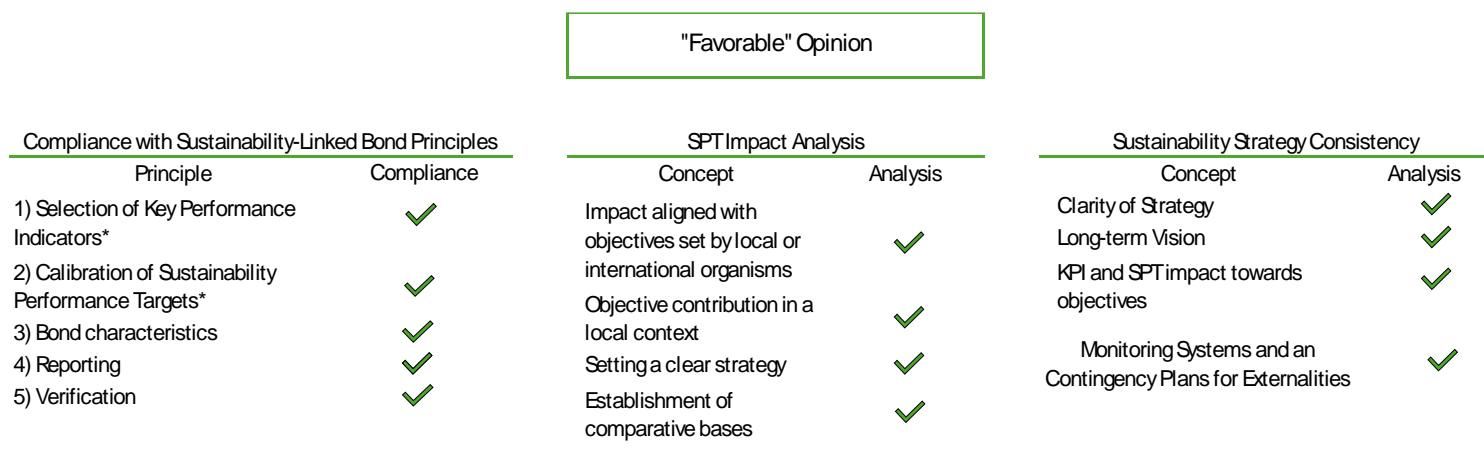 "Favorable" Opinion
Compliance with Sustainability-Linked Bond Principles
Principle Compliance
1) Selection of Key Performance
Indicators*
2) Calibration of Sustainability
Performance Targets*
3) Bond characteristics
4) Reporting
5) Verification
SPT Impact Analysis
Concept Analysis
Impact aligned with
objectives set by local or
international organisms
Objective contribution in a
local context
Setting a clear strategy
Establishment of
comparative bases
Sustainability Strategy Consistency
Concept Analysis
Clarity of Strategy
Long-term Vision
KPI and SPT impact towards
objectives
Monitoring Systems and an
Contingency Plans for Externalities